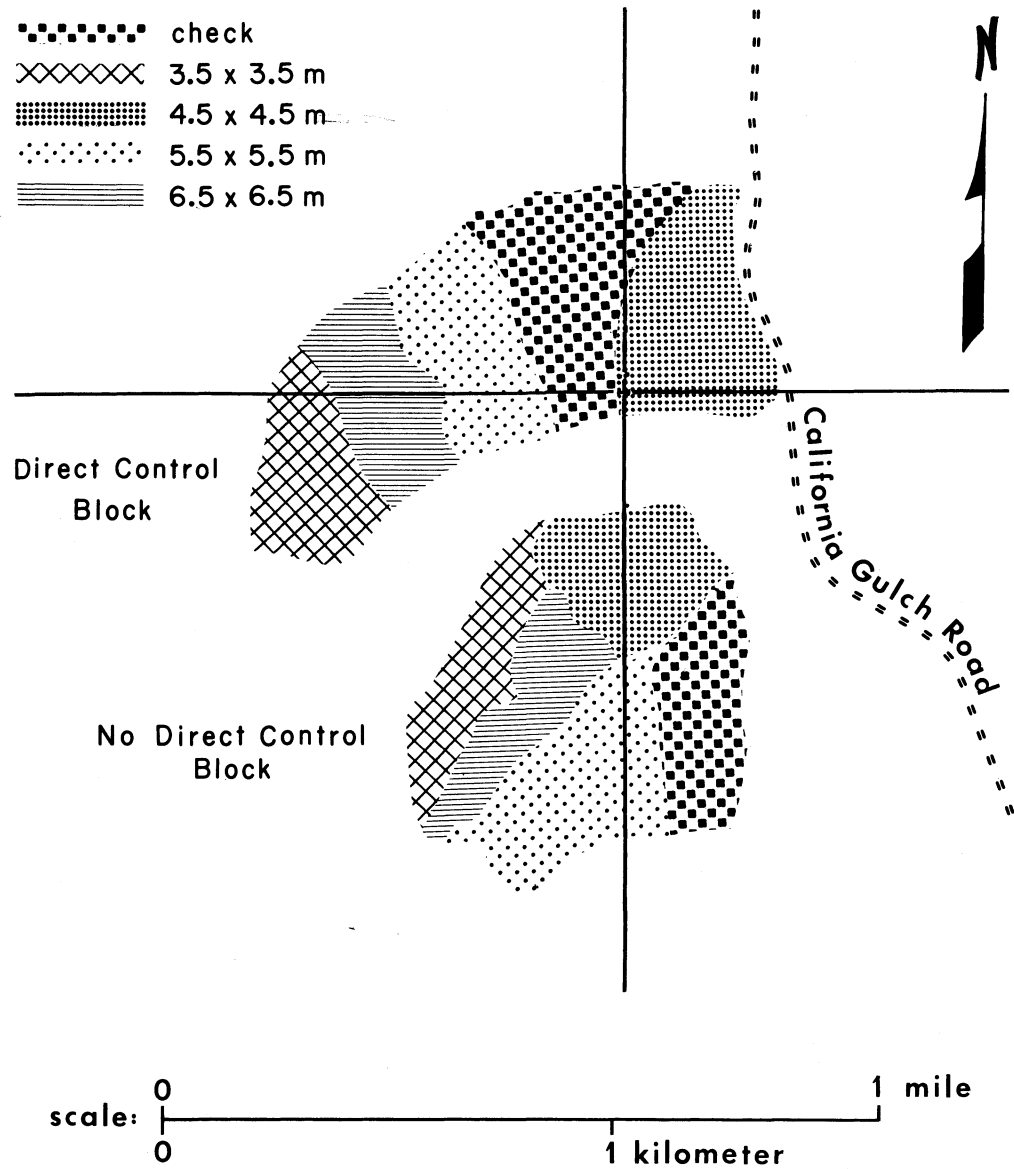 check
3.5 x 3.5 m
4.5 x 4.5 m
5.5 x 5.5 m
6.5 x 6.5 m
N
Direct Control
Block
California Gulch Road
No Direct Control
Block
0 1 mile
scale:
0 1 kilometer